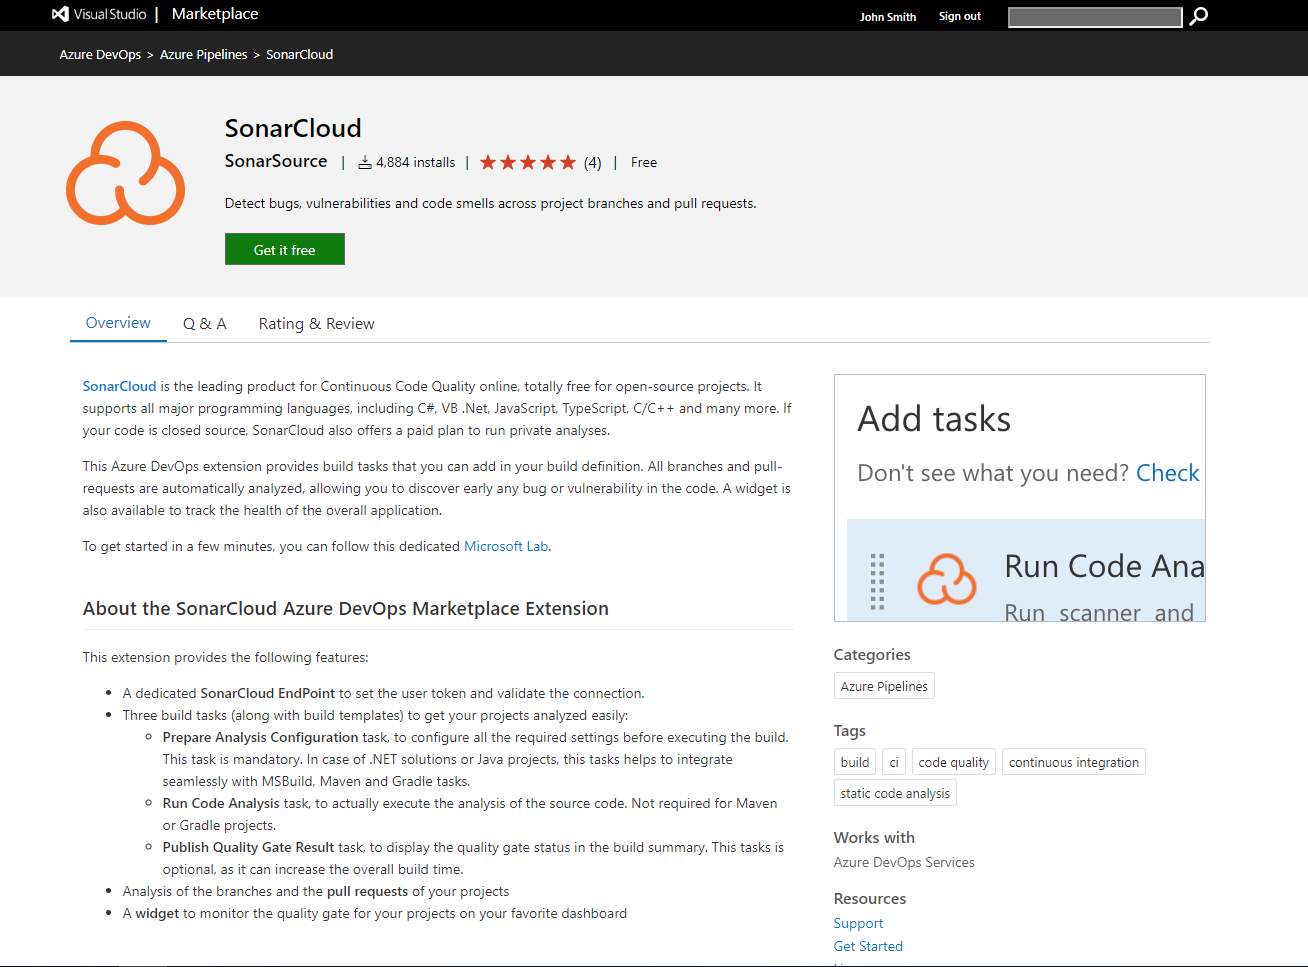 Visual Studio | Marketplace
John Smith Sign out
Azure DevOps > Azure Pipelines > SonarCloud
SonarCloud
SonarSource | 4,884 installs | (4) | Free
Detect bugs, vulnerabilities and code smells across project branches and pull requests.
Get it free
Overview Q & A Rating & Review
SonarCloud is the leading product for Continuous Code Quality online, totally free for open-source projects. It
supports all major programming languages, including C#, VB .Net, JavaScript, TypeScript, C/C++ and many more. If
your code is closed source, SonarCloud also offers a paid plan to run private analyses.
This Azure DevOps extension provides build tasks that you can add in your build definition. All branches and pull-
requests are automatically analyzed, allowing you to discover early any bug or vulnerability in the code. A widget is
also available to track the health of the overall application.
To get started in a few minutes, you can follow this dedicated Microsoft Lab.
About the SonarCloud Azure DevOps Marketplace Extension
This extension provides the following features:
A dedicated SonarCloud EndPoint to set the user token and validate the connection.
Three build tasks (along with build templates) to get your projects analyzed easily:
Prepare Analysis Configuration task, to configure all the required settings before executing the build.
This task is mandatory. In case of .NET solutions or Java projects, this tasks helps to integrate
seamlessly with MSBuild, Maven and Gradle tasks.
Run Code Analysis task, to actually execute the analysis of the source code. Not required for Maven
or Gradle projects.
Publish Quality Gate Result task, to display the quality gate status in the build summary. This tasks is
optional, as it can increase the overall build time.
Analysis of the branches and the pull requests of your projects
A widget to monitor the quality gate for your projects on your favorite dashboard
Add tasks
Don't see what you need? Check
Run Code Ana
Run scanner and
Categories
Azure Pipelines
Tags
build ci code quality continuous integration
static code analysis
Works with
Azure DevOps Services
Resources
Support
Get Started